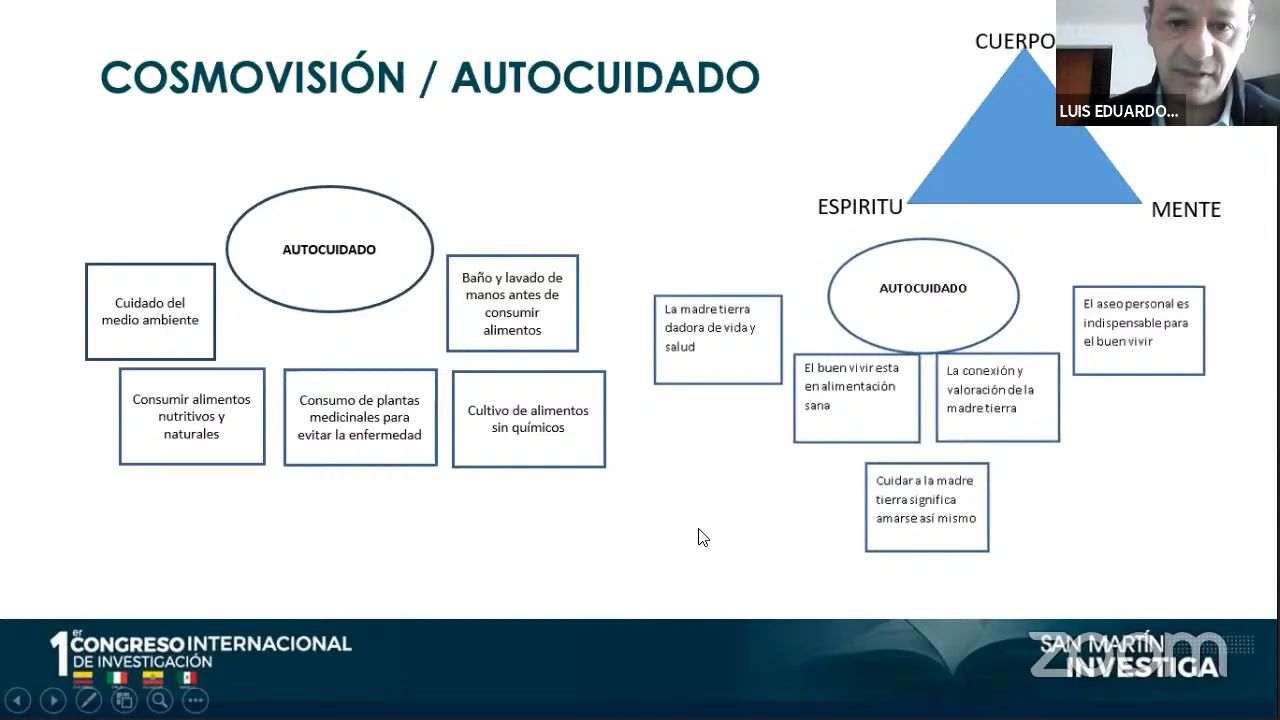 COSMOVISIÓN / AUTOCUIDADO
CUERPO
LUIS EDUARDO...
ESPIRITU
MENTE
AUTOCUIDADO
Cuidado del
medio ambiente
Baño y lavado de
manos antes de
consumir
alimentos
Consumir alimentos
nutritivos y
naturales
Consumo de plantas
medicinales para
evitar la enfermedad
Cultivo de alimentos
sin químicos
AUTOCUIDADO
La madre tierra
dadora de vida y
salud
El buen vivir esta
en alimentación
sana
La conexión y
valoración de la
madre tierra
El aseo personal es
indispensable para
el buen vivir
Cuidar a la madre
tierra significa
amarse así mismo
1er CONGRESO INTERNACIONAL
DE INVESTIGACIÓN
SAN MARTÍN
INVESTIGA
zoom